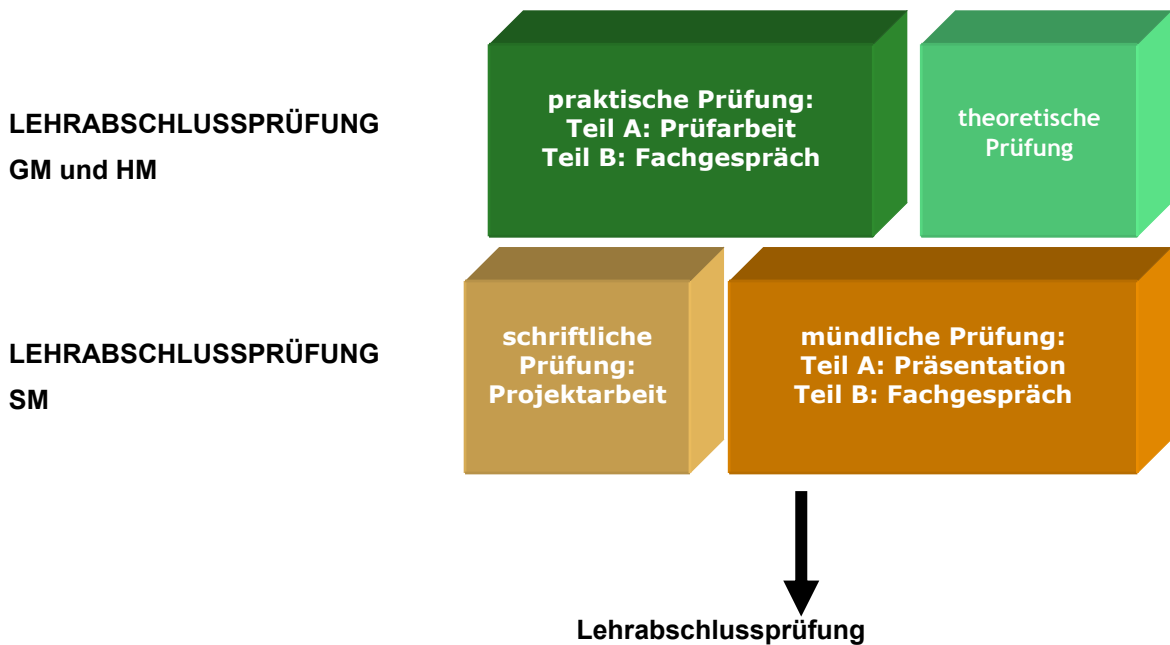 LEHRABSCHLUSSPRÜFUNG
GM und HM
praktische Prüfung:
Teil A: Prüfarbeit
Teil B: Fachgespräch
theoretische
Prüfung
LEHRABSCHLUSSPRÜFUNG
SM
schriftliche
Prüfung:
Projektarbeit
mündliche Prüfung:
Teil A: Präsentation
Teil B: Fachgespräch
Lehrabschlussprüfung